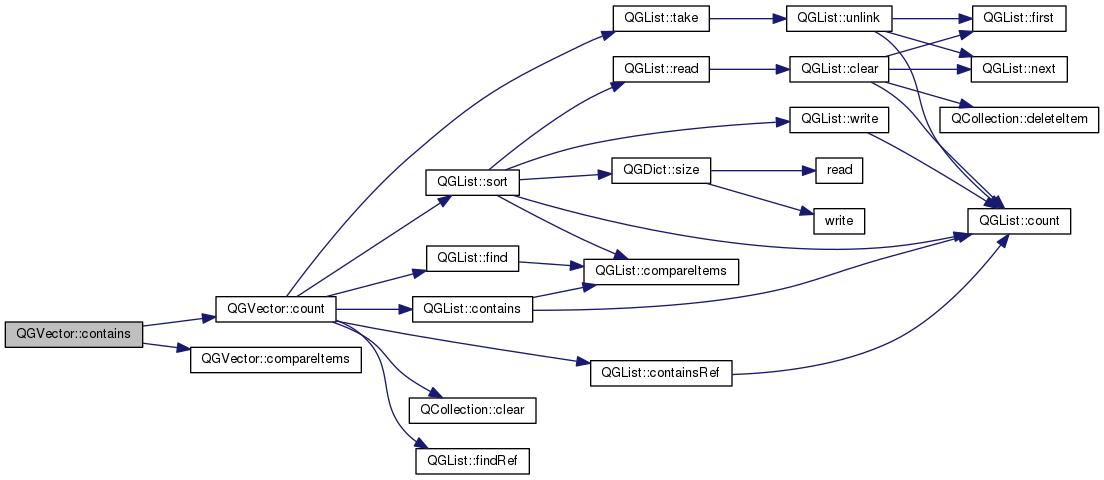 QGList::take
QGList::unlink
QGList::first
QGList::read
QGList::clear
QGList::next
QGList::write
QCollection::deleteItem
QGList::sort
QGDict::size
read
write
QGList::count
QGList::find
QGList::compareItems
QGVector::count
QGList::contains
QGVector::contains
QGVector::compareItems
QGList::containsRef
QCollection::clear
QGList::findRef